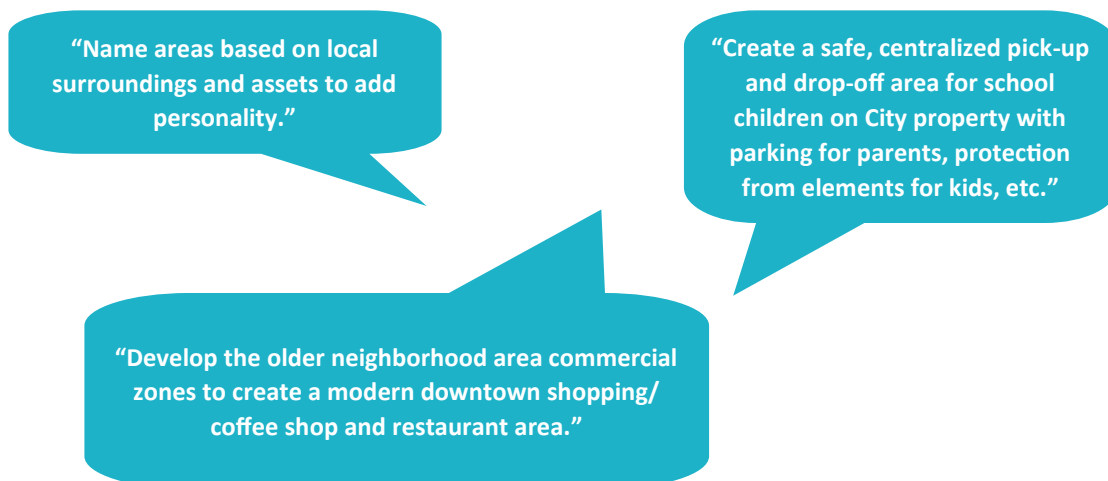 “Name areas based on local
surroundings and assets to add
personality.”
“Create a safe, centralized pick-up
and drop-off area for school
children on City property with
parking for parents, protection
from elements for kids, etc.”
“Develop the older neighborhood area commercial
zones to create a modern downtown shopping/
coffee shop and restaurant area.”